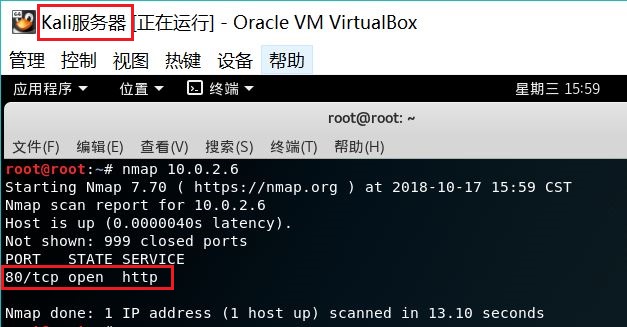 Kali服务器 [正在运行] - Oracle VM VirtualBox
管理 控制 视图 热键 设备 帮助
应用程序 位置 终端 星期三 15:59
root@root: ~
文件(F) 编辑(E) 查看(V) 搜索(S) 终端(T) 帮助(H)
root@root:~# nmap 10.0.2.6
Starting Nmap 7.70 ( https://nmap.org ) at 2018-10-17 15:59 CST
Nmap scan report for 10.0.2.6
Host is up (0.0000040s latency).
Not shown: 999 closed ports
PORT   STATE SERVICE
80/tcp open  http
Nmap done: 1 IP address (1 host up) scanned in 13.10 seconds